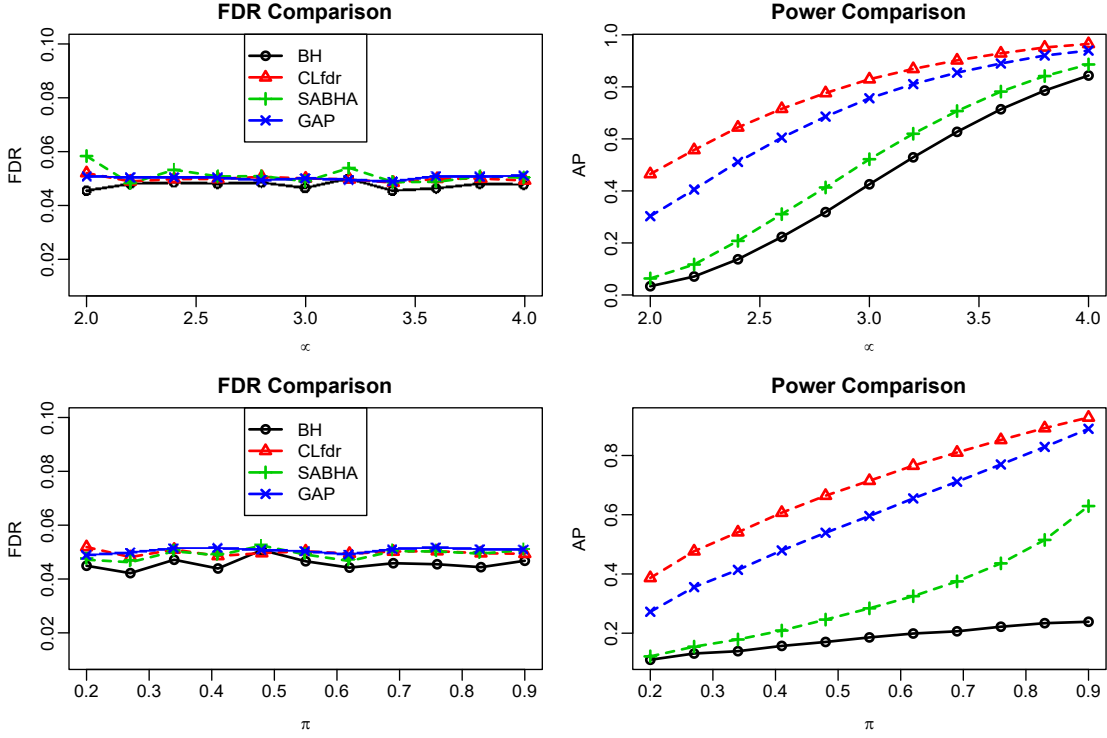 FDR Comparison
FDR
0.02 0.04 0.06 0.08 0.10
BH
CLfdr
SABHA
GAP
2.0 2.5 3.0 3.5 4.0
∝
Power Comparison
AP
0.0 0.2 0.4 0.6 0.8 1.0
2.0 2.5 3.0 3.5 4.0
∝
FDR Comparison
FDR
0.02 0.04 0.06 0.08 0.10
BH
CLfdr
SABHA
GAP
0.2 0.3 0.4 0.5 0.6 0.7 0.8 0.9
π
Power Comparison
AP
0.2 0.4 0.6 0.8
0.2 0.3 0.4 0.5 0.6 0.7 0.8 0.9
π